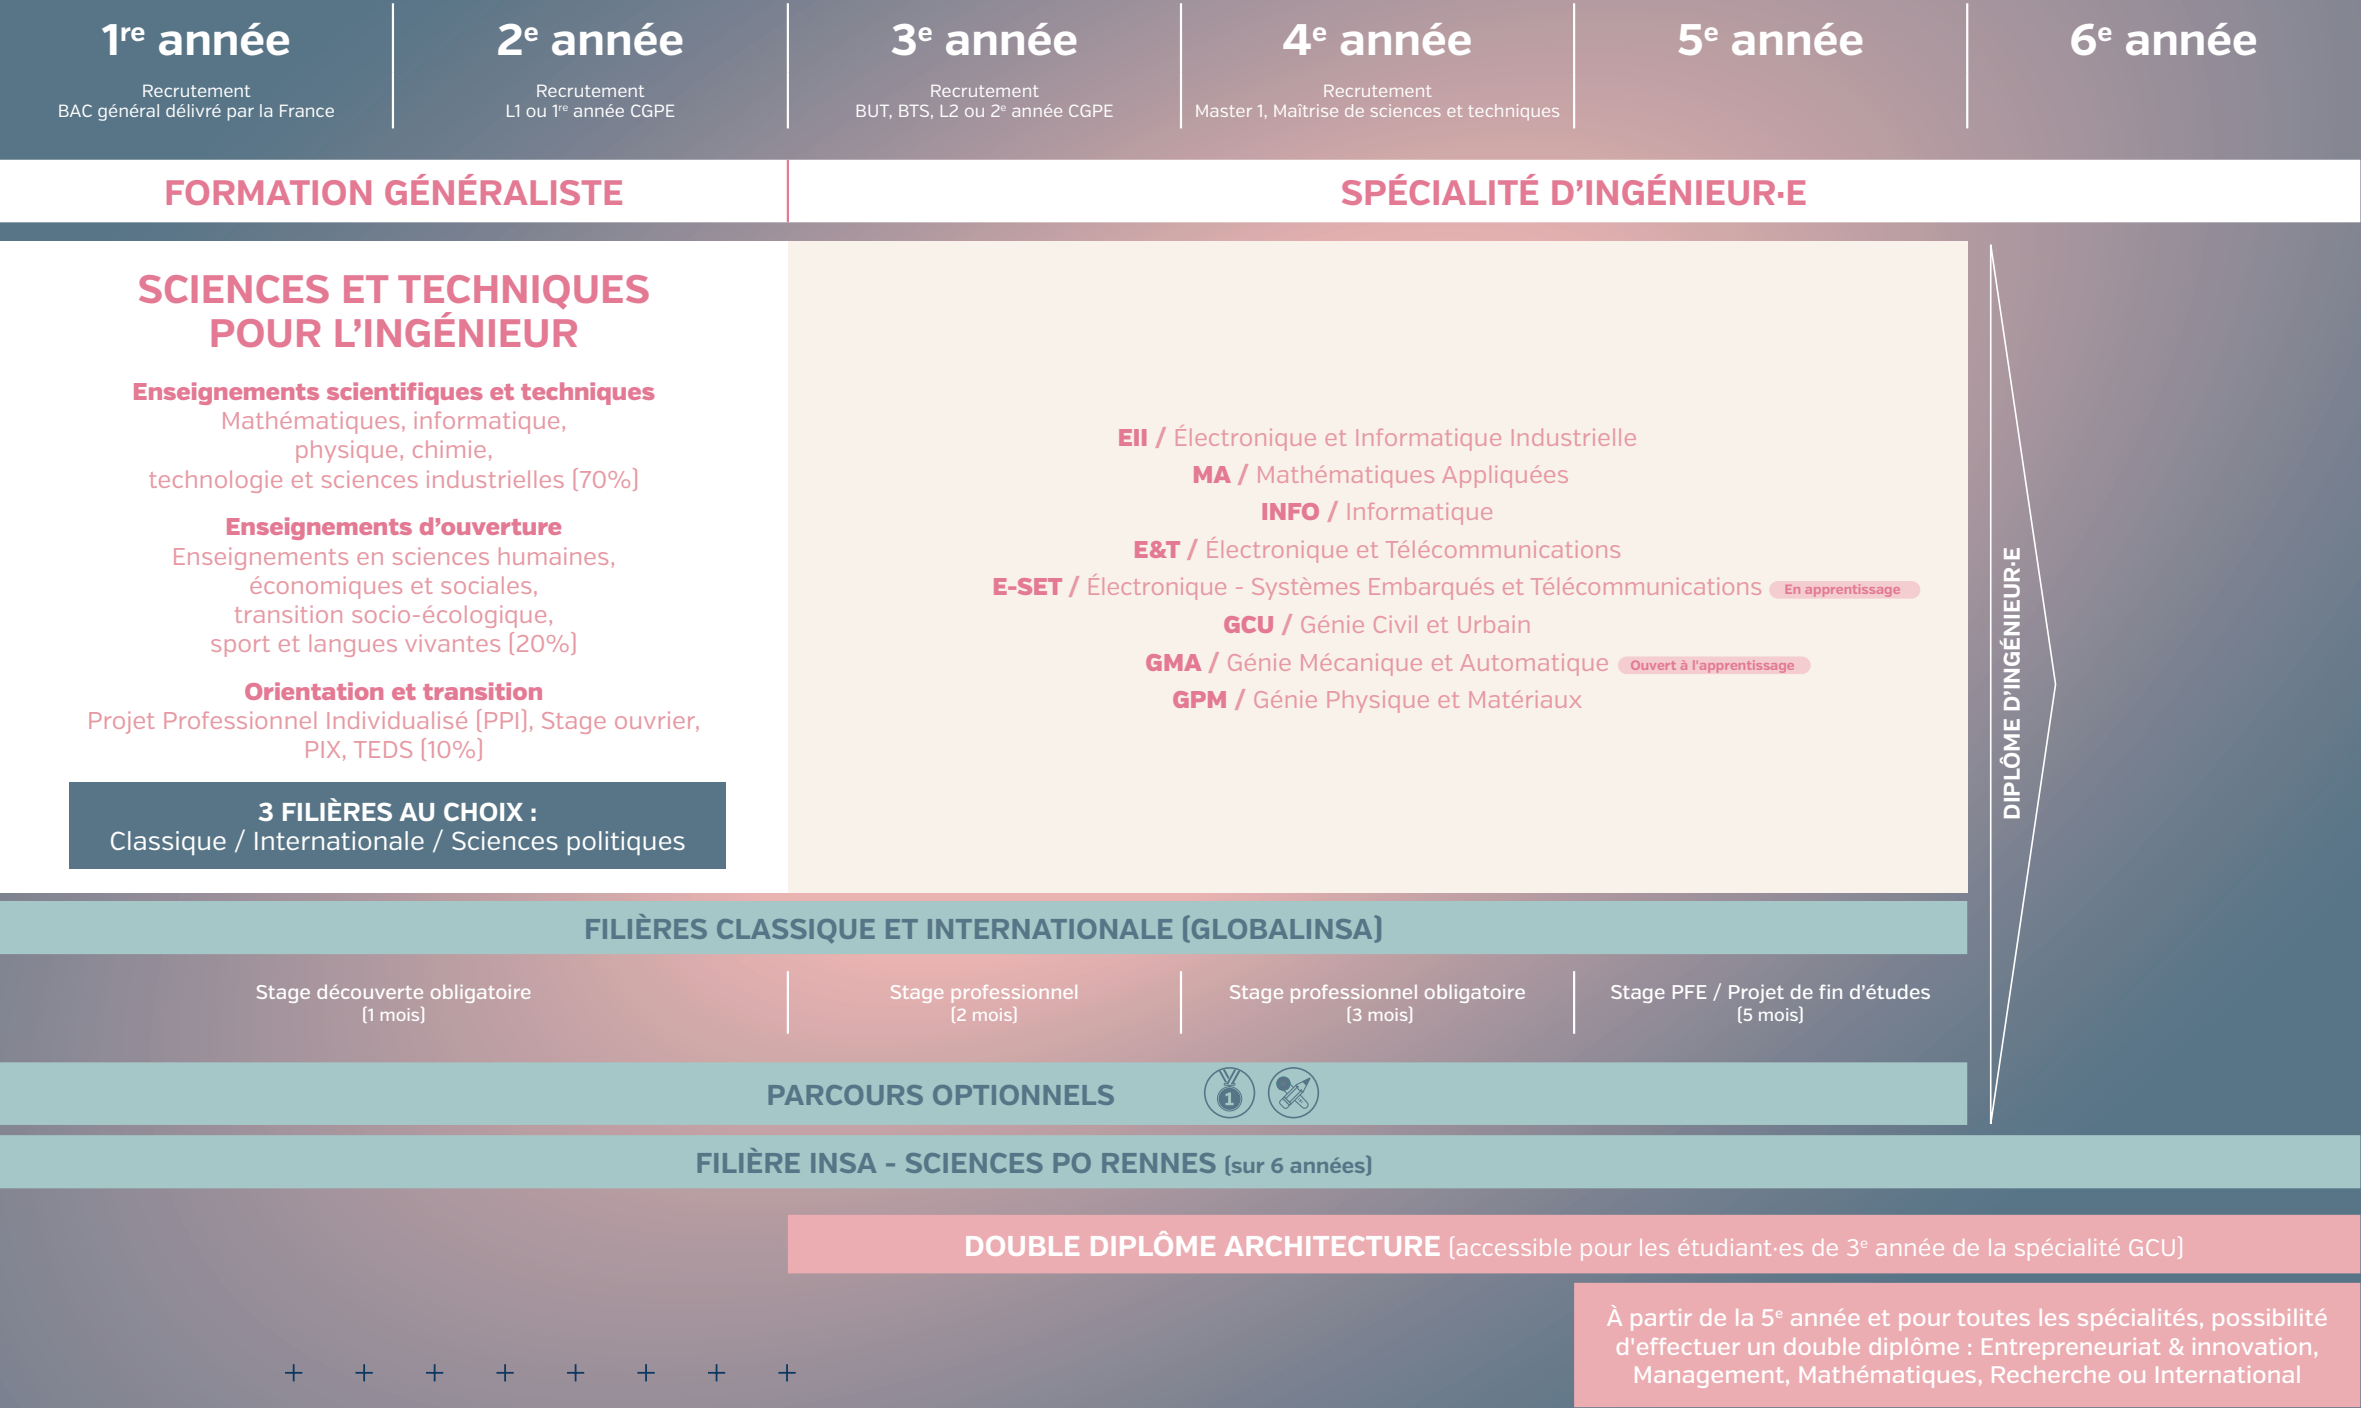 1re année
Recrutement
BAC général délivré par la France
2e année
Recrutement
L1 ou 1re année CGPE
3e année
Recrutement
BUT, BTS, L2 ou 2e année CGPE
4e année
Recrutement
Master 1, Maîtrise de sciences et techniques
5e année
6e année
FORMATION GÉNÉRALISTE
SPÉCIALITÉ D’INGÉNIEUR·E
SCIENCES ET TECHNIQUES
POUR L’INGÉNIEUR
Enseignements scientifiques et techniques
Mathématiques, informatique,
physique, chimie,
technologie et sciences industrielles (70%)
Enseignements d’ouverture
Enseignements en sciences humaines,
économiques et sociales,
transition socio-écologique,
sport et langues vivantes (20%)
Orientation et transition
Projet Professionnel Individualisé (PPI), Stage ouvrier,
PIX, TEDS (10%)
3 FILIÈRES AU CHOIX :
Classique / Internationale / Sciences politiques
EII / Électronique et Informatique Industrielle
MA / Mathématiques Appliquées
INFO / Informatique
E&T / Électronique et Télécommunications
E-SET / Électronique - Systèmes Embarqués et Télécommunications En apprentissage
GCU / Génie Civil et Urbain
GMA / Génie Mécanique et Automatique Ouvert à l'apprentissage
GPM / Génie Physique et Matériaux
DIPLÔME D’INGÉNIEUR·E
FILIÈRES CLASSIQUE ET INTERNATIONALE (GLOBALINSA)
Stage découverte obligatoire
(1 mois)
Stage professionnel
(2 mois)
Stage professionnel obligatoire
(3 mois)
Stage PFE / Projet de fin d’études
(5 mois)
PARCOURS OPTIONNELS
1
FILIÈRE INSA - SCIENCES PO RENNES (sur 6 années)
DOUBLE DIPLÔME ARCHITECTURE (accessible pour les étudiant·es de 3e année de la spécialité GCU)
À partir de la 5e année et pour toutes les spécialités, possibilité
d'effectuer un double diplôme : Entrepreneuriat & innovation,
Management, Mathématiques, Recherche ou International